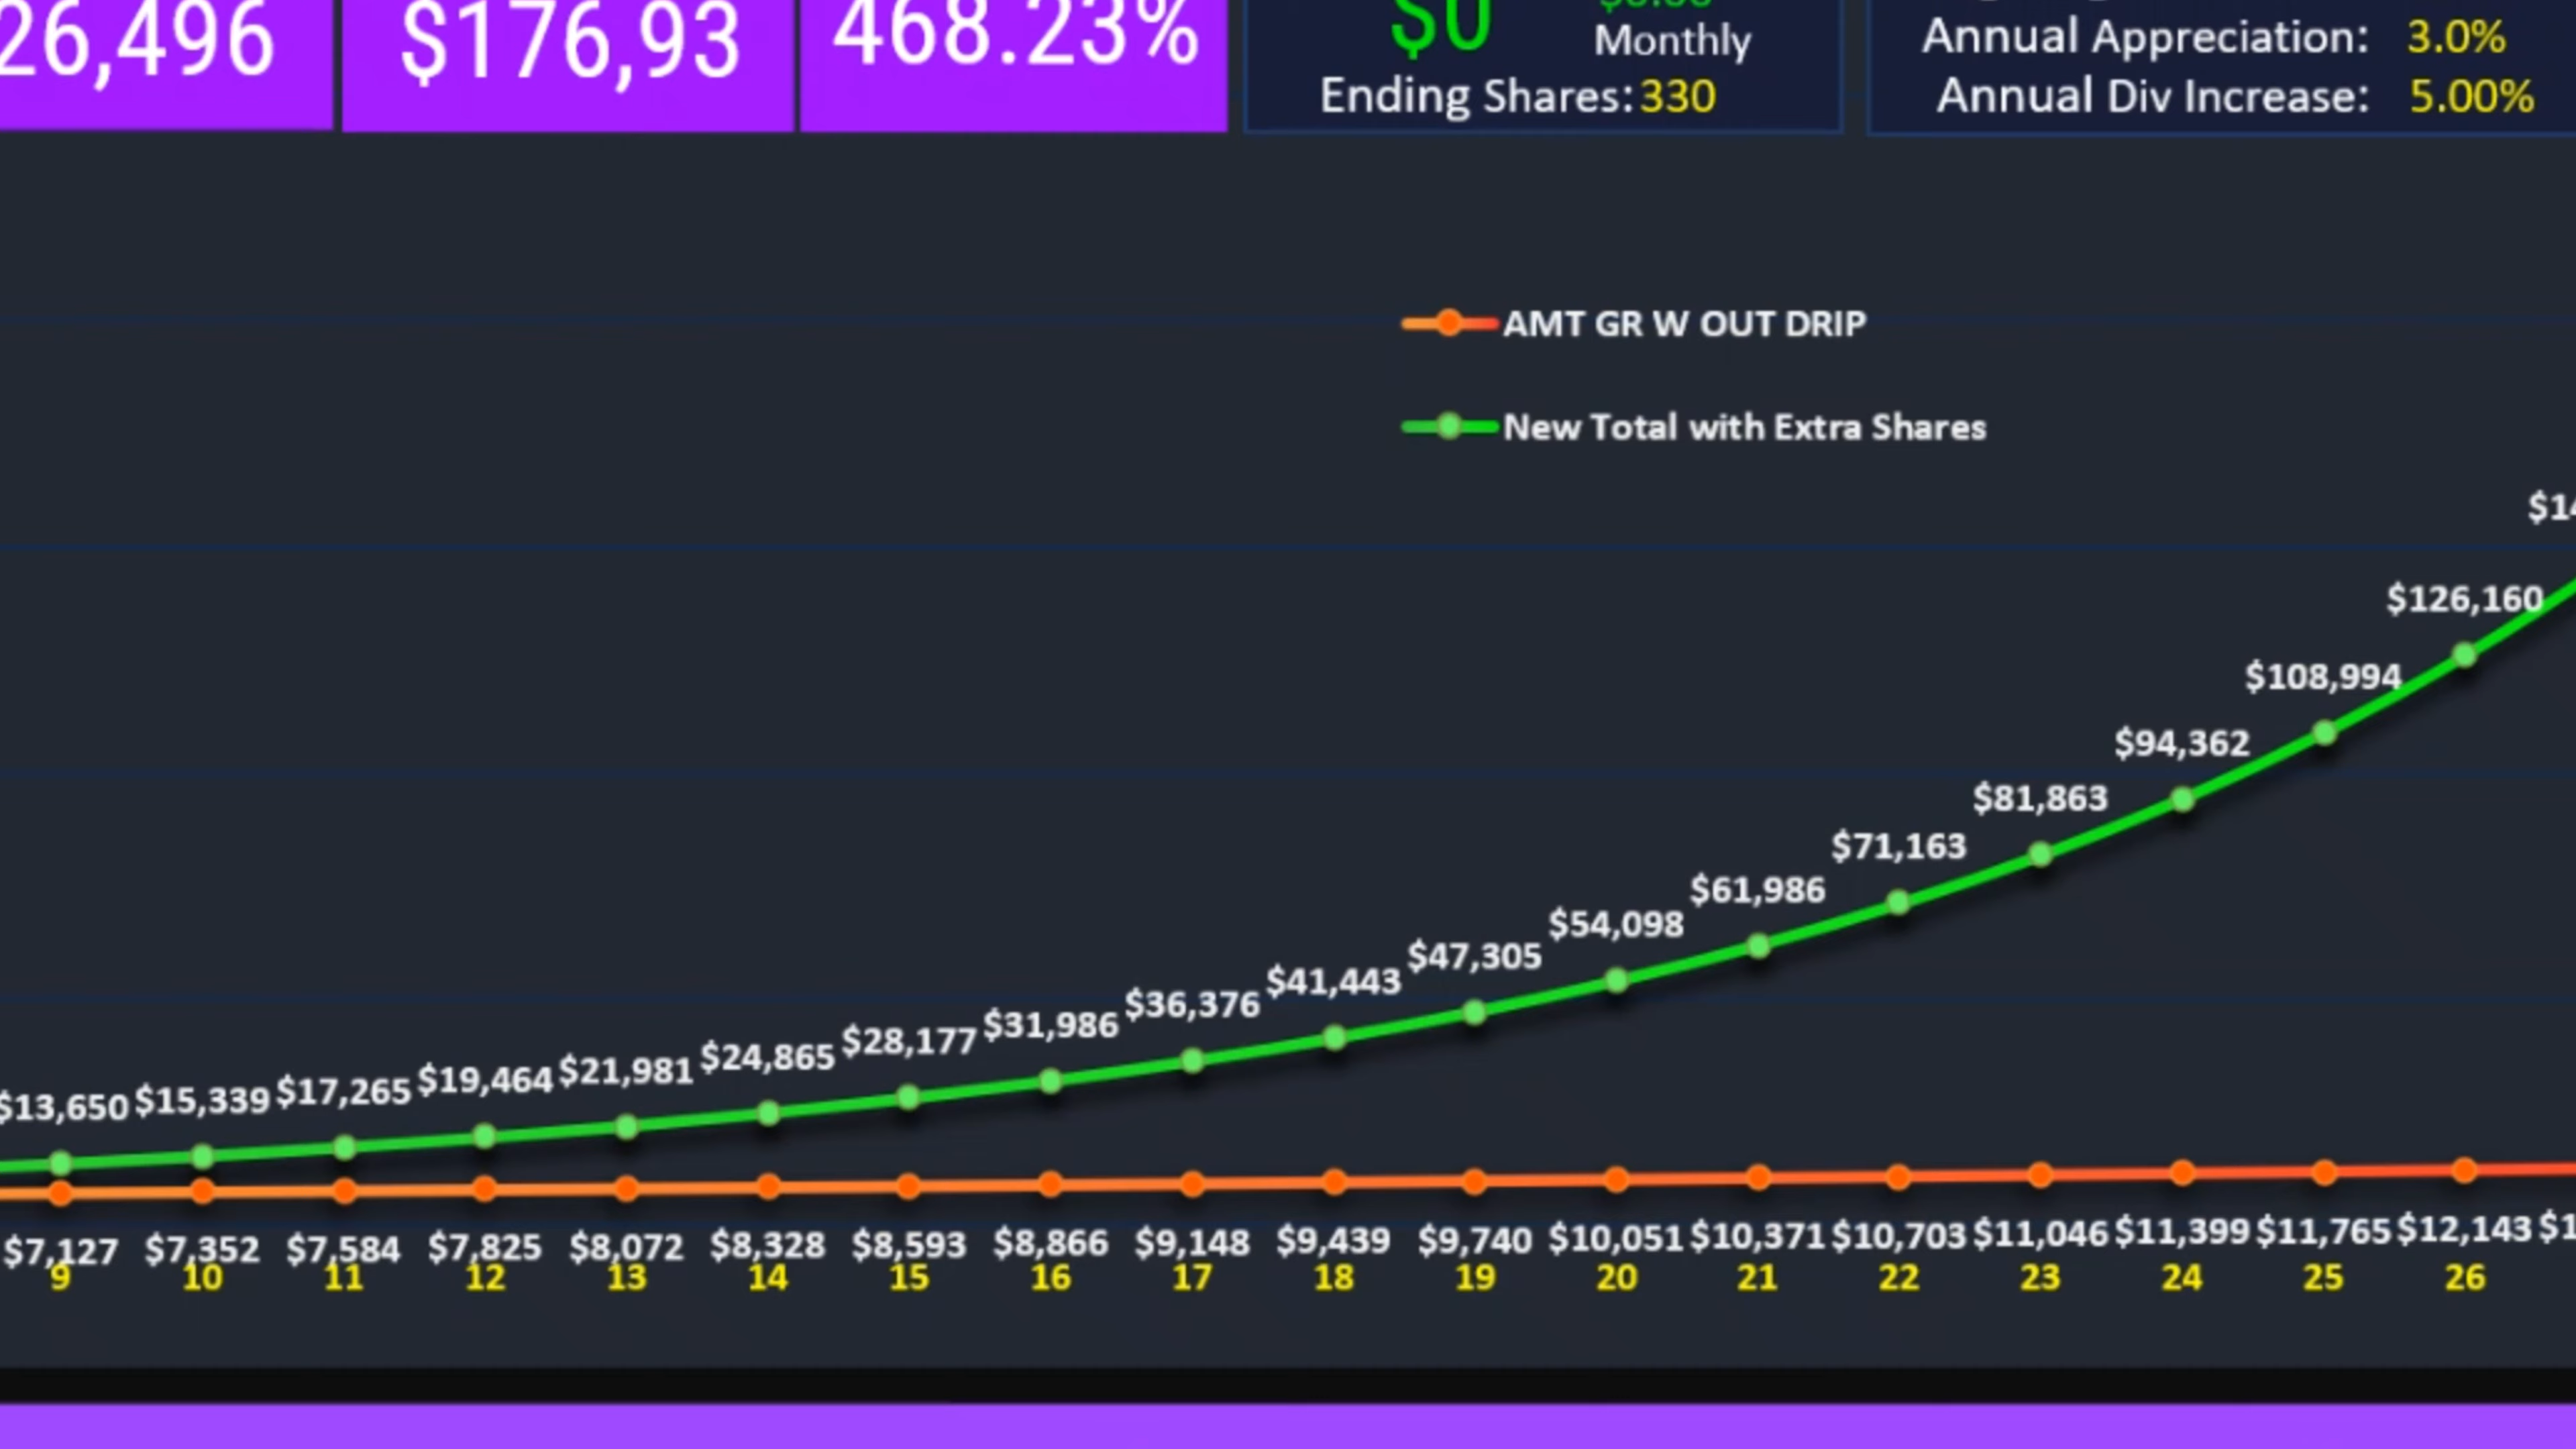 26,496
$176,93
468.23%
$0
Monthly
Ending Shares: 330
Annual Appreciation: 3.0%
Annual Div Increase: 5.00%
AMT GR W OUT DRIP
New Total with Extra Shares
$13,650 $15,339 $17,265 $19,464 $21,981 $24,865 $28,177 $31,986 $36,376 $41,443 $47,305 $54,098 $61,986 $71,163 $81,863 $94,362 $108,994 $126,160 $14
$7,127 $7,352 $7,584 $7,825 $8,072 $8,328 $8,593 $8,866 $9,148 $9,439 $9,740 $10,051 $10,371 $10,703 $11,046 $11,399 $11,765 $12,143 $1
9 10 11 12 13 14 15 16 17 18 19 20 21 22 23 24 25 26